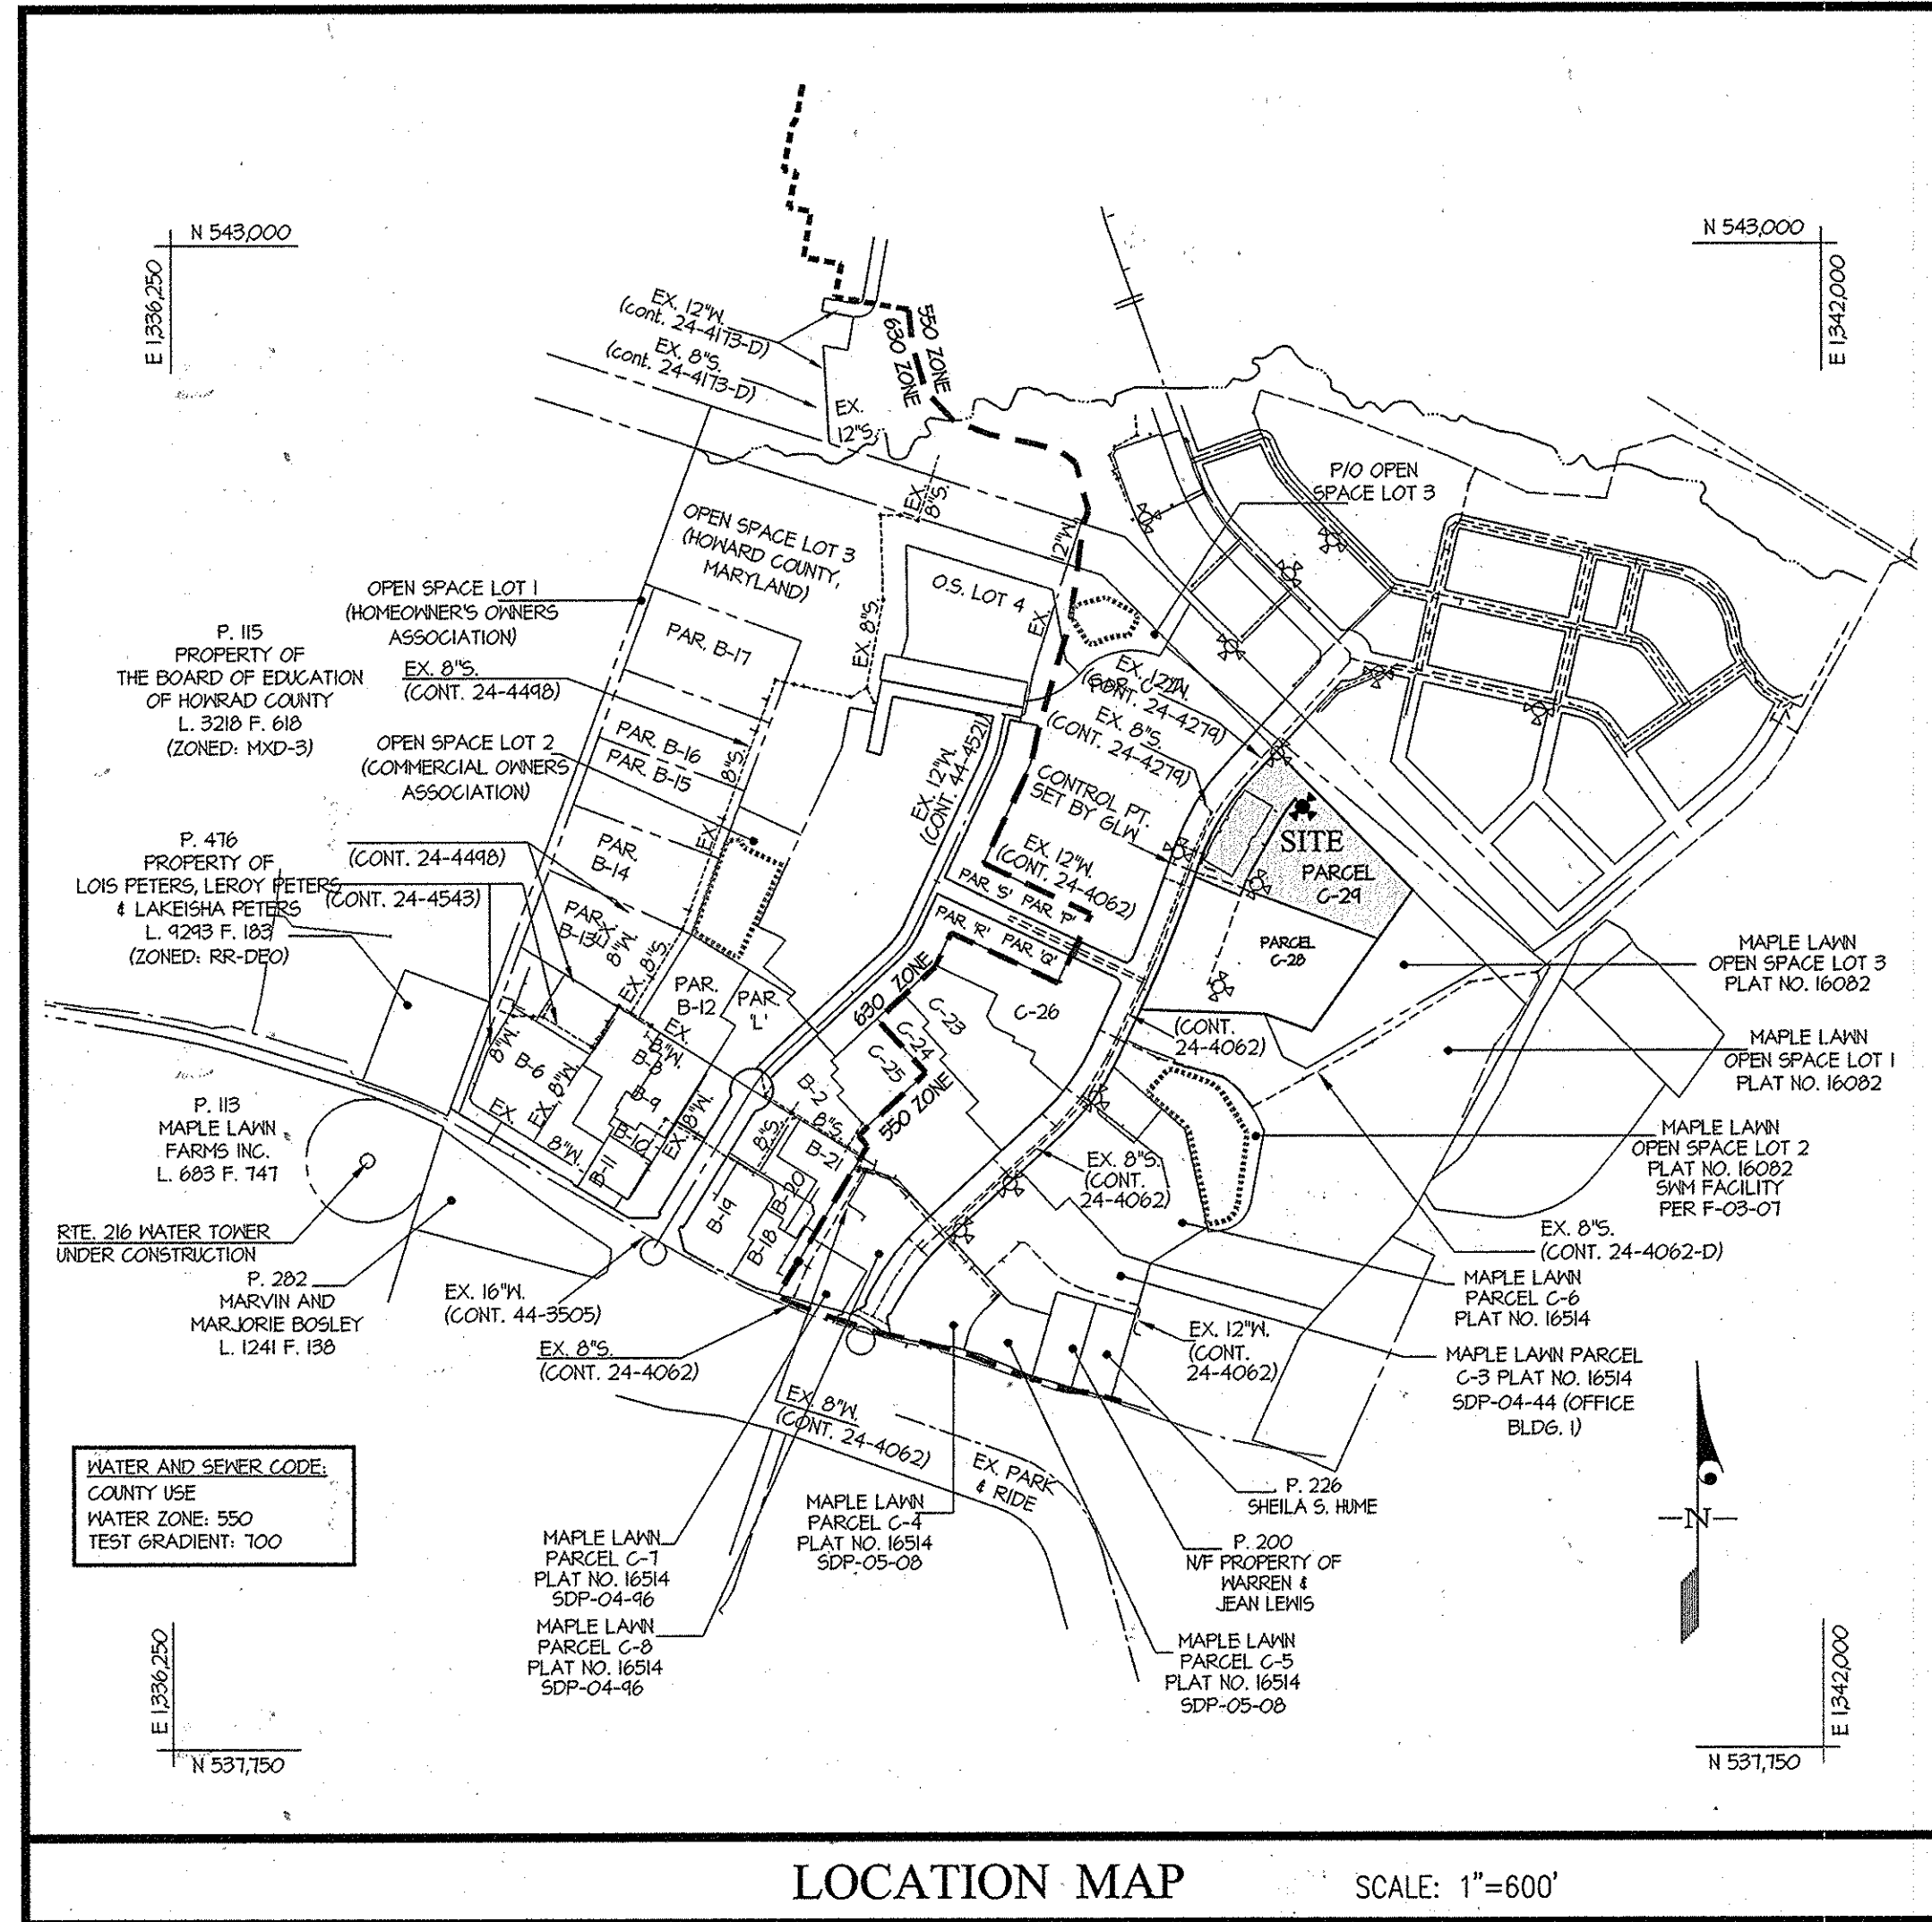 N 543,000
E 1,336,250
N 543,000
E 1,342,000
EX. 12"W.
(cont. 24-4173-D)
EX. 8"S.
(cont. 24-4173-D)
EX.
12"S.
550 ZONE
630 ZONE
P/O OPEN
SPACE LOT 3
EX.
8"S.
12"W.
EX.
OPEN SPACE LOT 3
(HOWARD COUNTY,
MARYLAND)
O.S. LOT 4
EX. 8"S.
OPEN SPACE LOT 1
(HOMEOWNER'S OWNERS
ASSOCIATION)
P. 115
PROPERTY OF
THE BOARD OF EDUCATION
OF HOWRAD COUNTY
L. 3218 F. 618
(ZONED: MXD-3)
EX. 8"S.
(CONT. 24-4498)
PAR. B-17
PAR. B-16
PAR. B-15
8"S.
EX.
OPEN SPACE LOT 2
(COMMERCIAL OWNERS
ASSOCIATION)
EX. 12"W.
(CONT. 24-4279)
EX. 8"S.
(CONT. 24-4279)
EX. 12"W.
(CONT. 44-4521)
CONTROL PT.
SET BY GLW
EX. 12"W.
(CONT. 24-4062)
SITE
PARCEL
C-29
PARCEL
C-28
P. 476
PROPERTY OF
LOIS PETERS, LEROY PETERS
& LAKEISHA PETERS
L. 9293 F. 183
(ZONED: RR-DEO)
(CONT. 24-4498)
(CONT. 24-4543)
PAR.
B-14
PAR.
B-13
EX.
8"W.
EX. 8"S.
PAR.
B-12
PAR.
'L'
PAR. 'S' PAR. 'P'
PAR. 'R' PAR. 'Q'
630 ZONE
C-23
C-24
C-25
C-26
550 ZONE
(CONT.
24-4062)
MAPLE LAWN
OPEN SPACE LOT 3
PLAT NO. 16082
MAPLE LAWN
OPEN SPACE LOT 1
PLAT NO. 16082
MAPLE LAWN
OPEN SPACE LOT 2
PLAT NO. 16082
SWM FACILITY
PER F-03-07
8"W.
B-6
EX. 8"W.
EX.
8"W.
EX.
8"W.
B-8
B-9
B-10
B-11
EX. 8"W.
B-2
8"S.
8"S.
B-21
B-20
B-19
B-18
P. 113
MAPLE LAWN
FARMS INC.
L. 683 F. 747
RTE. 216 WATER TOWER
UNDER CONSTRUCTION
P. 282
MARVIN AND
MARJORIE BOSLEY
L. 1241 F. 138
EX. 16"W.
(CONT. 44-3505)
EX. 8"S.
(CONT. 24-4062)
EX. 8"S.
(CONT.
24-4062)
EX. 8"S.
(CONT. 24-4062-D)
MAPLE LAWN
PARCEL C-6
PLAT NO. 16514
EX. 12"W.
(CONT.
24-4062)
MAPLE LAWN PARCEL
C-3 PLAT NO. 16514
SDP-04-44 (OFFICE
BLDG. 1)
EX. 8"W.
(CONT. 24-4062)
EX. PARK
& RIDE
P. 226
SHEILA S. HUME
WATER AND SEWER CODE:
COUNTY USE
WATER ZONE: 550
TEST GRADIENT: 700
MAPLE LAWN
PARCEL C-4
PLAT NO. 16514
SDP-05-08
MAPLE LAWN
PARCEL C-7
PLAT NO. 16514
SDP-04-96
MAPLE LAWN
PARCEL C-8
PLAT NO. 16514
SDP-04-96
P. 200
N/F PROPERTY OF
WARREN &
JEAN LEWIS
MAPLE LAWN
PARCEL C-5
PLAT NO. 16514
SDP-05-08
N
E 1,336,250
N 537,750
E 1,342,000
N 537,750
LOCATION MAP
SCALE: 1"=600'